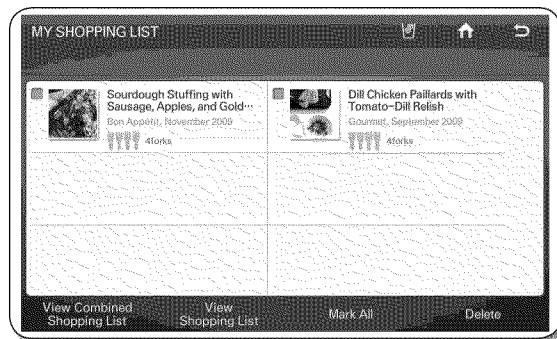 MY SHOPPING LIST
Sourdough Stuffing with
Sausage, Apples, and Gold…
Bon Appétit, November 2009
4forks
Dill Chicken Paillards with
Tomato-Dill Relish
Gourmet, September 2009
4forks
View Combined
Shopping List
View
Shopping List
Mark All
Delete